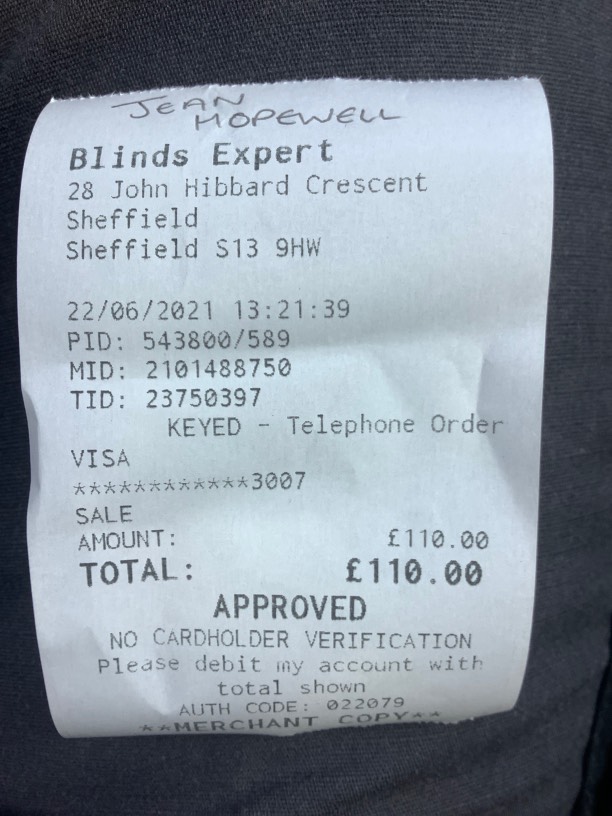 JEAN
HOPEWELL
Blinds Expert
28 John Hibbard Crescent
Sheffield
Sheffield S13 9HW
22/06/2021 13:21:39
PID: 543800/589
MID: 2101488750
TID: 23750397
KEYED - Telephone Order
VISA
************3007
SALE
AMOUNT: £110.00
TOTAL: £110.00
APPROVED
NO CARDHOLDER VERIFICATION
Please debit my account with
total shown
AUTH CODE: 022079
**MERCHANT COPY**